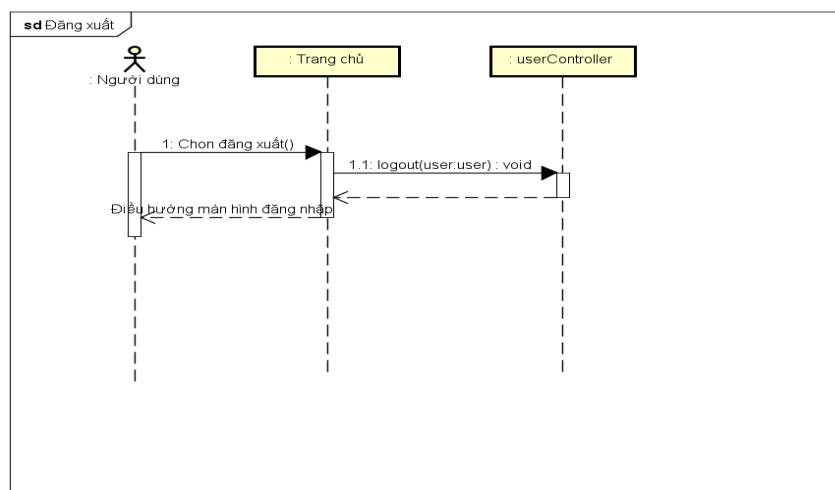 sd Đăng xuất
: Người dùng
: Trang chủ
: userController
1: Chon đăng xuất()
1.1: logout(user:user) : void
Điều hướng màn hình đăng nhập